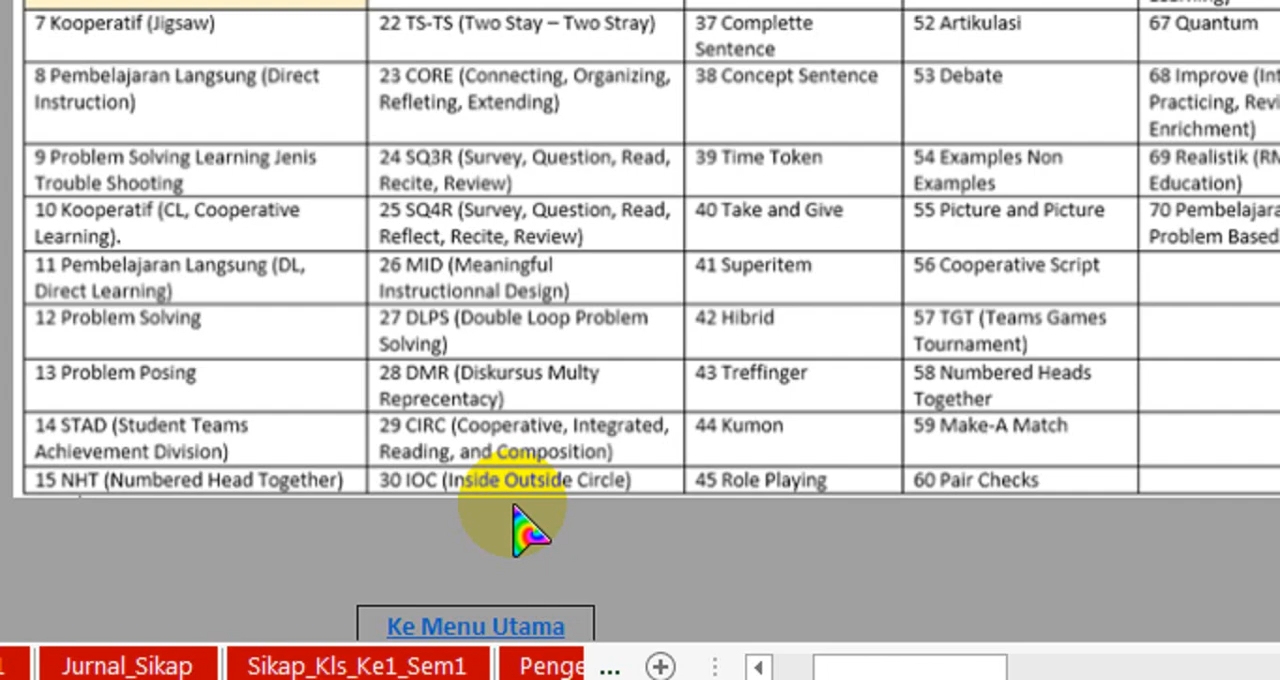 7 Kooperatif (Jigsaw)
22 TS-TS (Two Stay – Two Stray)
37 Complette
Sentence
52 Artikulasi
67 Quantum
8 Pembelajaran Langsung (Direct
Instruction)
23 CORE (Connecting, Organizing,
Refleting, Extending)
38 Concept Sentence
53 Debate
68 Improve
Practicing,
Enrichment)
9 Problem Solving Learning Jenis
Trouble Shooting
24 SQ3R (Survey, Question, Read,
Recite, Review)
39 Time Token
54 Examples Non
Examples
69 Realistik
Education)
10 Kooperatif (CL, Cooperative
Learning).
25 SQ4R (Survey, Question, Read,
Reflect, Recite, Review)
40 Take and Give
55 Picture and Picture
70
Problem Based
11 Pembelajaran Langsung (DL,
Direct Learning)
26 MID (Meaningful
Instructionnal Design)
41 Superitem
56 Cooperative Script
12 Problem Solving
27 DLPS (Double Loop Problem
Solving)
42 Hibrid
57 TGT (Teams Games
Tournament)
13 Problem Posing
28 DMR (Diskursus Multy
Reprecentacy)
43 Treffinger
58 Numbered Heads
Together
14 STAD (Student Teams
Achievement Division)
29 CIRC (Cooperative, Integrated,
Reading, and Composition)
44 Kumon
59 Make-A Match
15 NHT (Numbered Head Together)
30 IOC (Inside Outside Circle)
45 Role Playing
60 Pair Checks
Ke Menu Utama
Jurnal_Sikap
Sikap_Kls_Ke1_Sem1
...